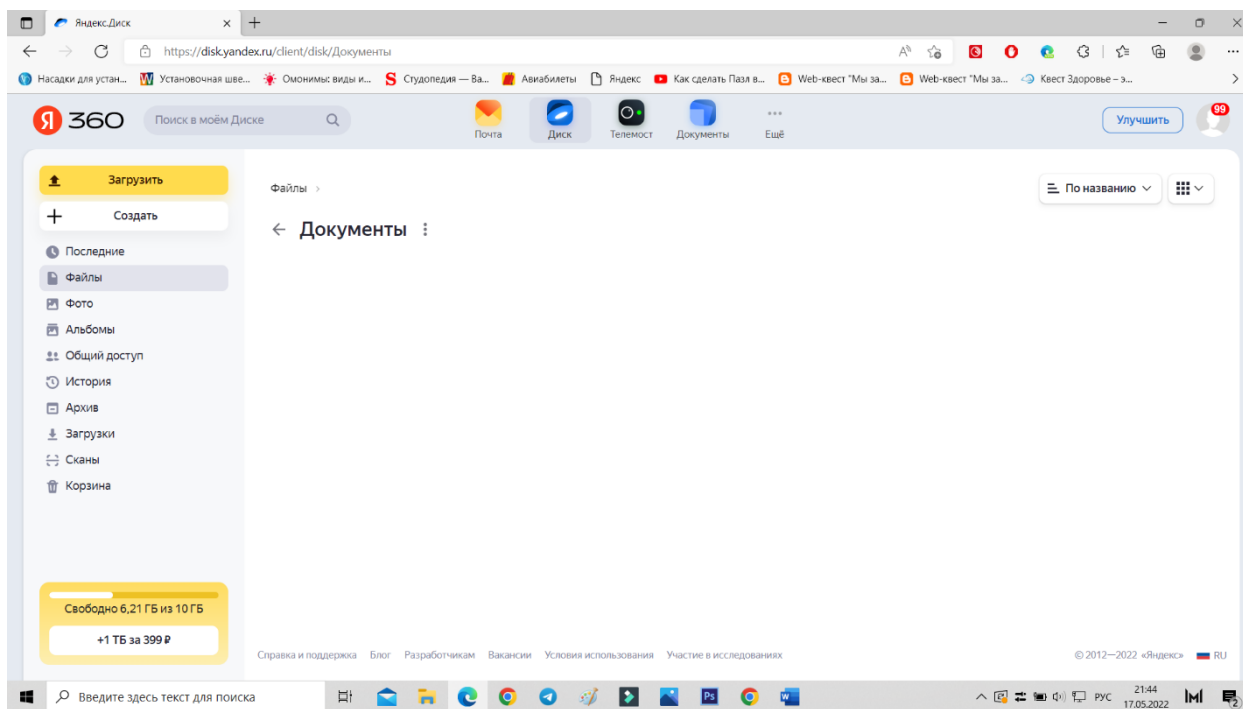 Яндекс.Диск
https://disk.yandex.ru/client/disk/Документы
Насадки для устан... Установочная шве... Омонимы: виды и... Студопедия — Ва... Авиабилеты Яндекс Как сделать Пазл в... Web-квест "Мы за... Web-квест "Мы за... Квест Здоровье – э...
Я 360 Поиск в моём Диске Почта Диск Телемост Документы Ещё Улучшить 99
Загрузить
Создать
Последние
Файлы
Фото
Альбомы
Общий доступ
История
Архив
Загрузки
Сканы
Корзина
Свободно 6,21 ГБ из 10 ГБ
+1 ТБ за 399 ₽
Файлы
По названию
Документы
Справка и поддержка Блог Разработчикам Вакансии Условия использования Участие в исследованиях © 2012—2022 «Яндекс» RU
Введите здесь текст для поиска Ps W РУС 21:44
17.05.2022 2